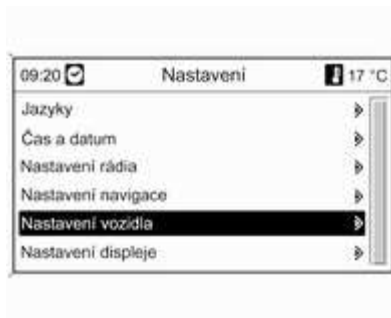 09:20 Nastavení 17 °C
Jazyky
Čas a datum
Nastavení rádia
Nastavení navigace
Nastavení vozidla
Nastavení displeje